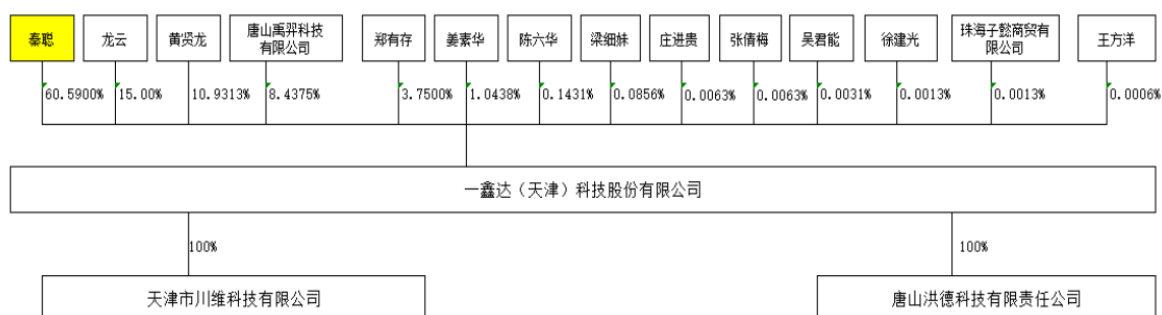 秦聪
龙云
黄贤龙
唐山禹羿科技
有限公司
郑有存
姜素华
陈六华
梁细妹
庄进贵
张倩梅
吴君能
徐建光
珠海子懿商贸有
限公司
王方洋
60.5900%
15.00%
10.9313%
8.4375%
3.7500%
1.0438%
0.1431%
0.0856%
0.0063%
0.0063%
0.0031%
0.0013%
0.0013%
0.0006%
一鑫达（天津）科技股份有限公司
100%
100%
天津市川维科技有限公司
唐山洪德科技有限责任公司